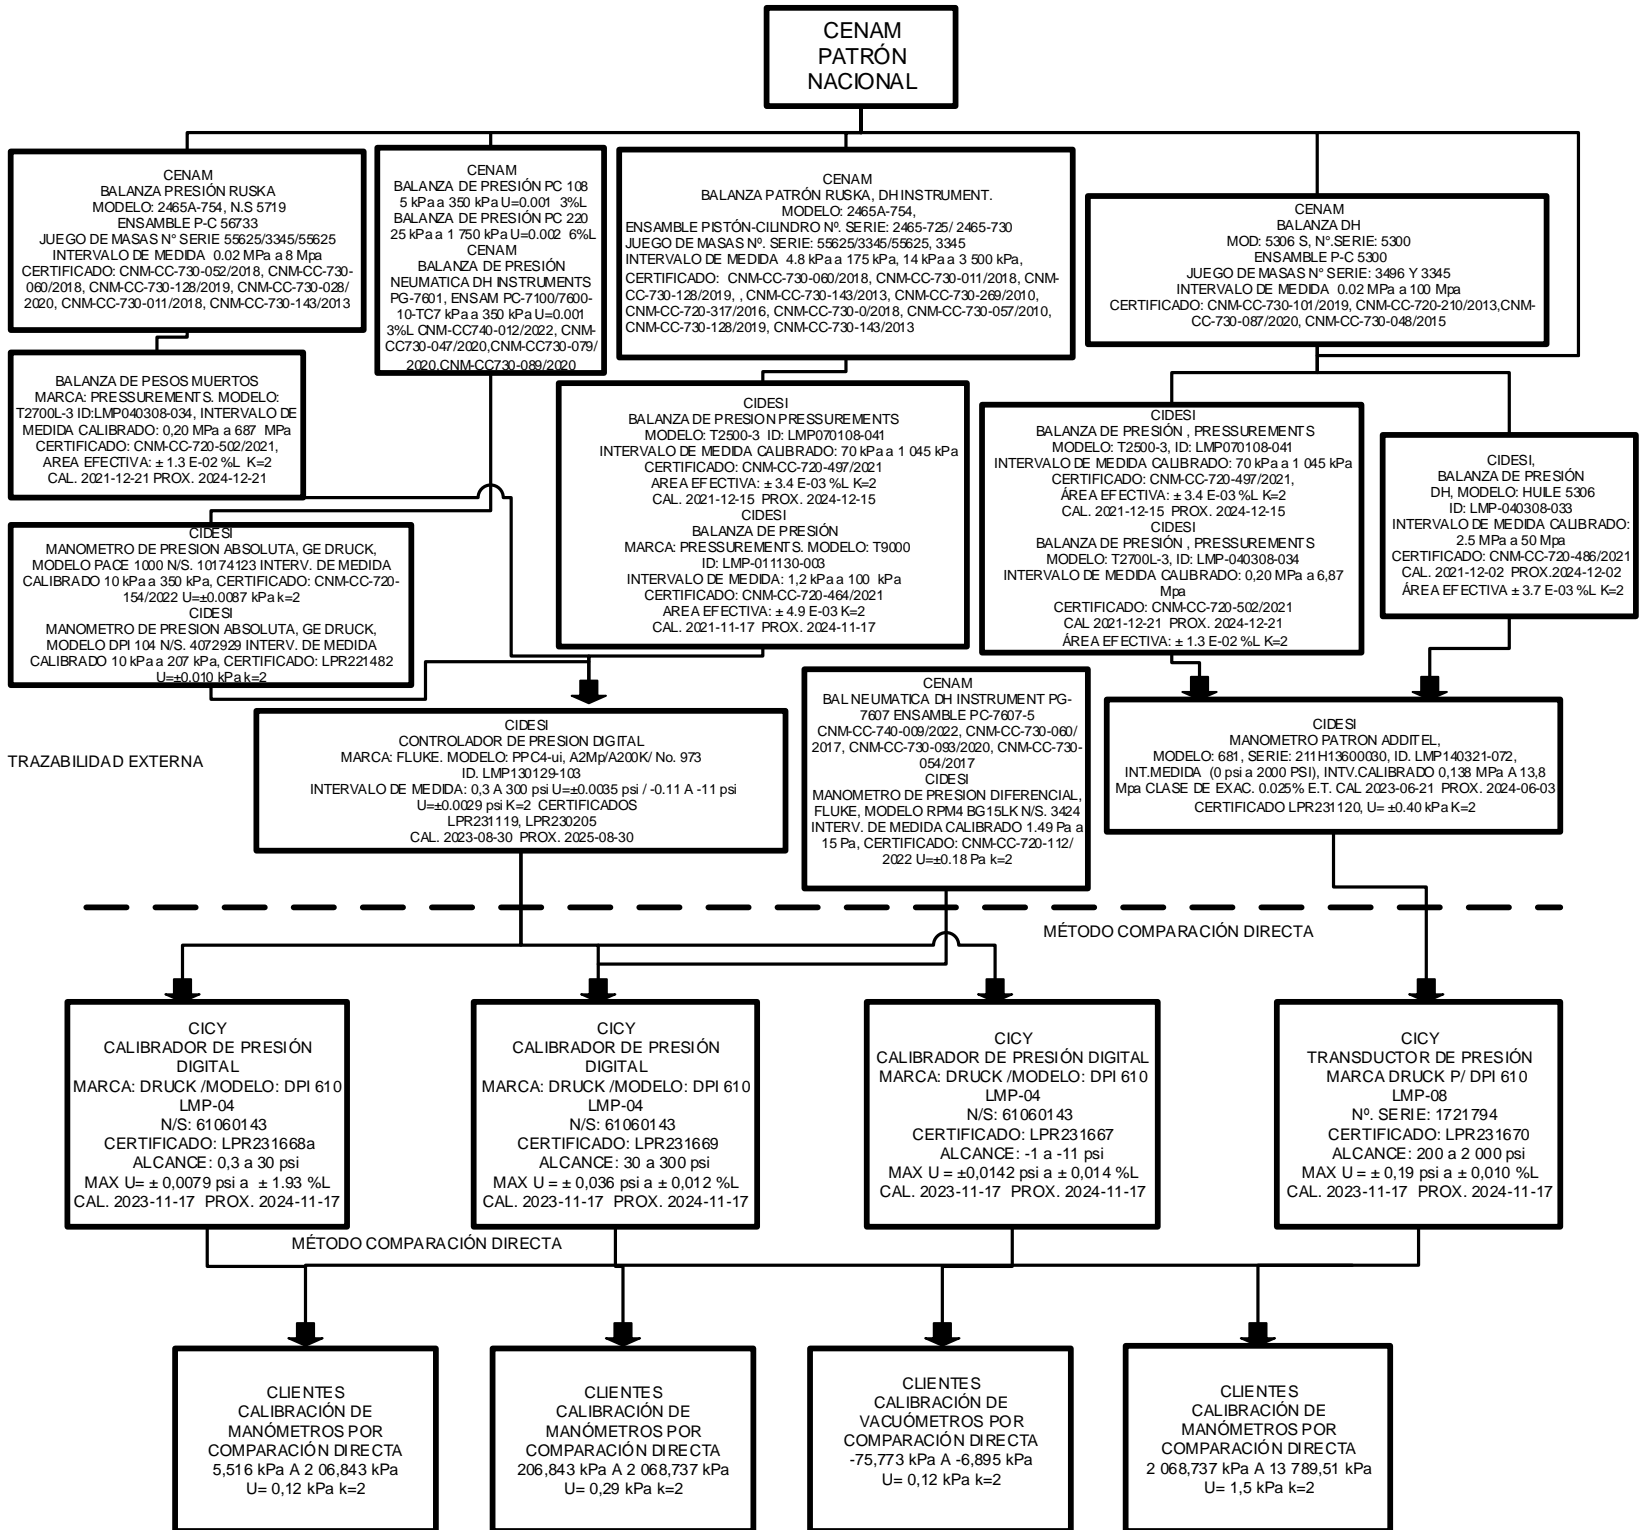 CENAM
PATRÓN
NACIONAL
CENAM
BALANZA PRESIÓN RUSKA
MODELO: 2465A-754, N.S 5719
ENSAMBLE P-C 56733
JUEGO DE MASAS N° SERIE 55625/3345/55625
INTERVALO DE MEDIDA 0.02 MPa a 8 Mpa
CERTIFICADO: CNM-CC-730-052/2018, CNM-CC-730-
060/2018, CNM-CC-730-128/2019, CNM-CC-730-028/
2020, CNM-CC-730-011/2018, CNM-CC-730-143/2013
CENAM
BALANZA DE PRESIÓN PC 108
5 kPa a 350 kPa U=0.001 3%L
BALANZA DE PRESIÓN PC 220
25 kPa a 1 750 kPa U=0.002 6%L
CENAM
BALANZA DE PRESIÓN
NEUMATICA DH INSTRUMENTS
PG-7601, ENSAM PC-7100/7600-
10-TC7 kPa a 350 kPa U=0.001
3%L CNM-CC740-012/2022, CNM-
CC730-047/2020,CNM-CC730-079/
2020,CNM-CC730-089/2020
CENAM
BALANZA PATRÓN RUSKA, DH INSTRUMENT.
MODELO: 2465A-754,
ENSAMBLE PISTÓN-CILINDRO Nº. SERIE: 2465-725/ 2465-730
JUEGO DE MASAS Nº. SERIE: 55625/3345/55625, 3345
INTERVALO DE MEDIDA 4.8 kPa a 175 kPa, 14 kPa a 3 500 kPa,
CERTIFICADO: CNM-CC-730-060/2018, CNM-CC-730-011/2018, CNM-
CC-730-128/2019, , CNM-CC-730-143/2013, CNM-CC-730-269/2010,
CNM-CC-720-317/2016, CNM-CC-730-0/2018, CNM-CC-730-057/2010,
CNM-CC-730-128/2019, CNM-CC-730-143/2013
CENAM
BALANZA DH
MOD: 5306 S, N°.SERIE: 5300
ENSAMBLE P-C 5300
JUEGO DE MASAS N° SERIE: 3496 Y 3345
INTERVALO DE MEDIDA 0.02 MPa a 100 Mpa
CERTIFICADO: CNM-CC-730-101/2019, CNM-CC-720-210/2013,CNM-
CC-730-087/2020, CNM-CC-730-048/2015
BALANZA DE PESOS MUERTOS
MARCA: PRESSUREMENTS. MODELO:
T2700L-3 ID:LMP040308-034, INTERVALO DE
MEDIDA CALIBRADO: 0,20 MPa a 687 MPa
CERTIFICADO: CNM-CC-720-502/2021,
AREA EFECTIVA: ± 1.3 E-02 %L K=2
CAL. 2021-12-21 PROX. 2024-12-21
CIDESI
BALANZA DE PRESION PRESSUREMENTS
MODELO: T2500-3 ID: LMP070108-041
INTERVALO DE MEDIDA CALIBRADO: 70 kPa a 1 045 kPa
CERTIFICADO: CNM-CC-720-497/2021
AREA EFECTIVA: ± 3.4 E-03 %L K=2
CAL. 2021-12-15 PROX. 2024-12-15
CIDESI
BALANZA DE PRESIÓN
MARCA: PRESSUREMENTS. MODELO: T9000
ID: LMP-011130-003
INTERVALO DE MEDIDA: 1,2 kPa a 100 kPa
CERTIFICADO: CNM-CC-720-464/2021
AREA EFECTIVA: ± 4.9 E-03 K=2
CAL. 2021-11-17 PROX. 2024-11-17
CIDESI
BALANZA DE PRESIÓN , PRESSUREMENTS
MODELO: T2500-3, ID: LMP070108-041
INTERVALO DE MEDIDA CALIBRADO: 70 kPa a 1 045 kPa
CERTIFICADO: CNM-CC-720-497/2021,
ÁREA EFECTIVA: ± 3.4 E-03 %L K=2
CAL. 2021-12-15 PROX. 2024-12-15
CIDESI
BALANZA DE PRESIÓN , PRESSUREMENTS
MODELO: T2700L-3, ID: LMP-040308-034
INTERVALO DE MEDIDA CALIBRADO: 0,20 MPa a 6,87
Mpa
CERTIFICADO: CNM-CC-720-502/2021
CAL 2021-12-21 PROX. 2024-12-21
ÁREA EFECTIVA: ± 1.3 E-02 %L K=2
CIDESI,
BALANZA DE PRESIÓN
DH, MODELO: HUILE 5306
ID: LMP-040308-033
INTERVALO DE MEDIDA CALIBRADO:
2.5 MPa a 50 Mpa
CERTIFICADO: CNM-CC-720-486/2021
CAL. 2021-12-02 PROX.2024-12-02
ÁREA EFECTIVA ± 3.7 E-03 %L K=2
CIDESI
MANOMETRO DE PRESION ABSOLUTA, GE DRUCK,
MODELO PACE 1000 N/S. 10174123 INTERV. DE MEDIDA
CALIBRADO 10 kPa a 350 kPa, CERTIFICADO: CNM-CC-720-
154/2022 U=±0.0087 kPa k=2
CIDESI
MANOMETRO DE PRESION ABSOLUTA, GE DRUCK,
MODELO DPI 104 N/S. 4072929 INTERV. DE MEDIDA
CALIBRADO 10 kPa a 207 kPa, CERTIFICADO: LPR221482
U=±0.010 kPa k=2
CENAM
BAL NEUMATICA DH INSTRUMENT PG-
7607 ENSAMBLE PC-7607-5
CNM-CC-740-009/2022, CNM-CC-730-060/
2017, CNM-CC-730-093/2020, CNM-CC-730-
054/2017
CIDESI
MANOMETRO DE PRESION DIFERENCIAL,
FLUKE, MODELO RPM4 BG15LK N/S. 3424
INTERV. DE MEDIDA CALIBRADO 1.49 Pa a
15 Pa, CERTIFICADO: CNM-CC-720-112/
2022 U=±0.18 Pa k=2
TRAZABILIDAD EXTERNA
CIDESI
CONTROLADOR DE PRESION DIGITAL
MARCA: FLUKE. MODELO: PPC4-ui, A2Mp/A200K/ No. 973
ID. LMP130129-103
INTERVALO DE MEDIDA: 0,3 A 300 psi U=±0.0035 psi / -0.11 A -11 psi
U=±0.0029 psi K=2 CERTIFICADOS
LPR231119, LPR230205
CAL. 2023-08-30 PROX. 2025-08-30
CIDESI
MANOMETRO PATRON ADDITEL,
MODELO: 681, SERIE: 211H13600030, ID. LMP140321-072,
INT.MEDIDA (0 psi a 2000 PSI), INTV.CALIBRADO 0,138 MPa A 13,8
Mpa CLASE DE EXAC. 0.025% E.T. CAL 2023-06-21 PROX. 2024-06-03
CERTIFICADO LPR231120, U= ±0.40 kPa K=2
MÉTODO COMPARACIÓN DIRECTA
CICY
CALIBRADOR DE PRESIÓN
DIGITAL
MARCA: DRUCK /MODELO: DPI 610
LMP-04
N/S: 61060143
CERTIFICADO: LPR231668a
ALCANCE: 0,3 a 30 psi
MAX U= ± 0,0079 psi a ± 1.93 %L
CAL. 2023-11-17 PROX. 2024-11-17
CICY
CALIBRADOR DE PRESIÓN
DIGITAL
MARCA: DRUCK /MODELO: DPI 610
LMP-04
N/S: 61060143
CERTIFICADO: LPR231669
ALCANCE: 30 a 300 psi
MAX U = ± 0,036 psi a ± 0,012 %L
CAL. 2023-11-17 PROX. 2024-11-17
CICY
CALIBRADOR DE PRESIÓN DIGITAL
MARCA: DRUCK /MODELO: DPI 610
LMP-04
N/S: 61060143
CERTIFICADO: LPR231667
ALCANCE: -1 a -11 psi
MAX U = ±0,0142 psi a ± 0,014 %L
CAL. 2023-11-17 PROX. 2024-11-17
CICY
TRANSDUCTOR DE PRESIÓN
MARCA DRUCK P/ DPI 610
LMP-08
Nº. SERIE: 1721794
CERTIFICADO: LPR231670
ALCANCE: 200 a 2 000 psi
MAX U = ± 0,19 psi a ± 0,010 %L
CAL. 2023-11-17 PROX. 2024-11-17
MÉTODO COMPARACIÓN DIRECTA
CLIENTES
CALIBRACIÓN DE
MANÓMETROS POR
COMPARACIÓN DIRECTA
5,516 kPa A 2 06,843 kPa
U= 0,12 kPa k=2
CLIENTES
CALIBRACIÓN DE
MANÓMETROS POR
COMPARACIÓN DIRECTA
206,843 kPa A 2 068,737 kPa
U= 0,29 kPa k=2
CLIENTES
CALIBRACIÓN DE
VACUÓMETROS POR
COMPARACIÓN DIRECTA
-75,773 kPa A -6,895 kPa
U= 0,12 kPa k=2
CLIENTES
CALIBRACIÓN DE
MANÓMETROS POR
COMPARACIÓN DIRECTA
2 068,737 kPa A 13 789,51 kPa
U= 1,5 kPa k=2